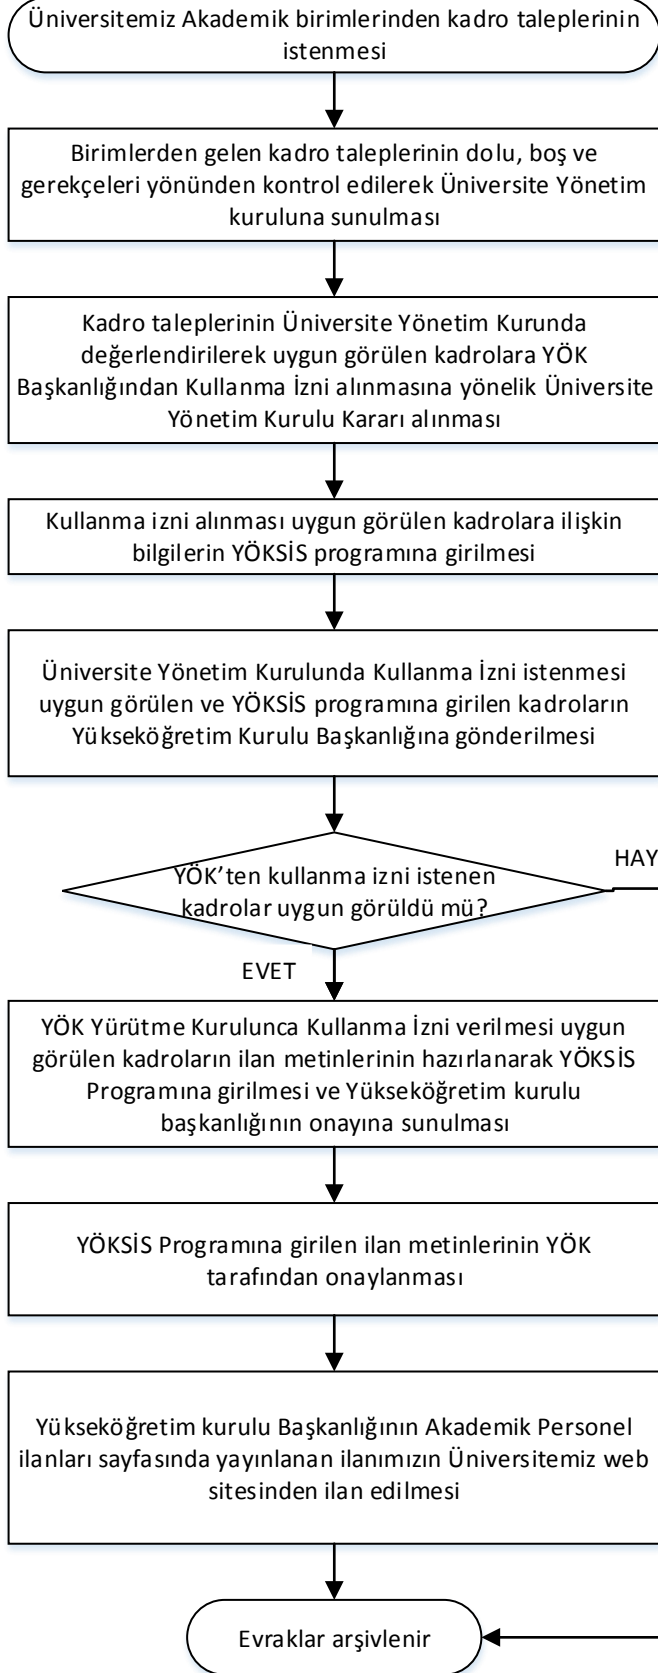 Üniversitemiz Akademik birimlerinden kadro taleplerinin
istenmesi
Birimlerden gelen kadro taleplerinin dolu, boş ve
gerekçeleri yönünden kontrol edilerek Üniversite Yönetim
kuruluna sunulması
Kadro taleplerinin Üniversite Yönetim Kurunda
değerlendirilerek uygun görülen kadrolara YÖK
Başkanlığından Kullanma İzni alınmasına yönelik Üniversite
Yönetim Kurulu Kararı alınması
Kullanma izni alınması uygun görülen kadrolara ilişkin
bilgilerin YÖKSİS programına girilmesi
Üniversite Yönetim Kurulunda Kullanma İzni istenmesi
uygun görülen ve YÖKSİS programına girilen kadroların
Yükseköğretim Kurulu Başkanlığına gönderilmesi
HAY
YÖK’ten kullanma izni istenen
kadrolar uygun görüldü mü?
EVET
YÖK Yürütme Kurulunca Kullanma İzni verilmesi uygun
görülen kadroların ilan metinlerinin hazırlanarak YÖKSİS
Programına girilmesi ve Yükseköğretim kurulu
başkanlığının onayına sunulması
YÖKSİS Programına girilen ilan metinlerinin YÖK
tarafından onaylanması
Yükseköğretim kurulu Başkanlığının Akademik Personel
ilanları sayfasında yayınlanan ilanımızın Üniversitemiz web
sitesinden ilan edilmesi
Evraklar arşivlenir